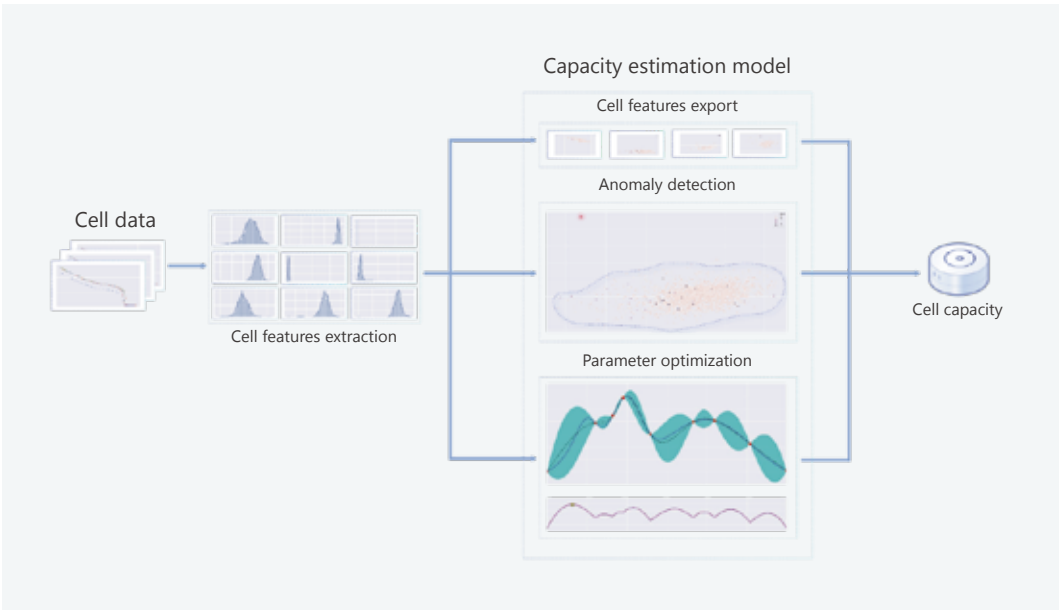 Capacity estimation model
Cell features export
Anomaly detection
Cell data
Cell features extraction
Cell capacity
Parameter optimization